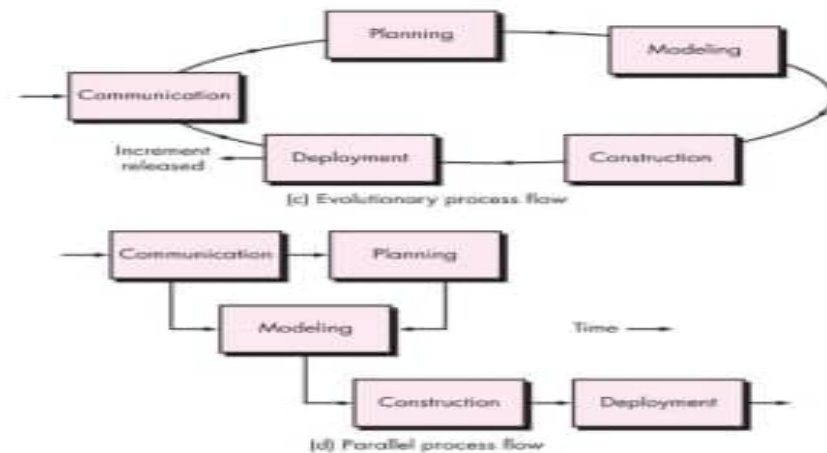 Planning
Modeling
Communication
Increment
released
Deployment
Construction
(c) Evolutionary process flow
Communication
Planning
Modeling
Time
Construction
Deployment
(d) Parallel process flow